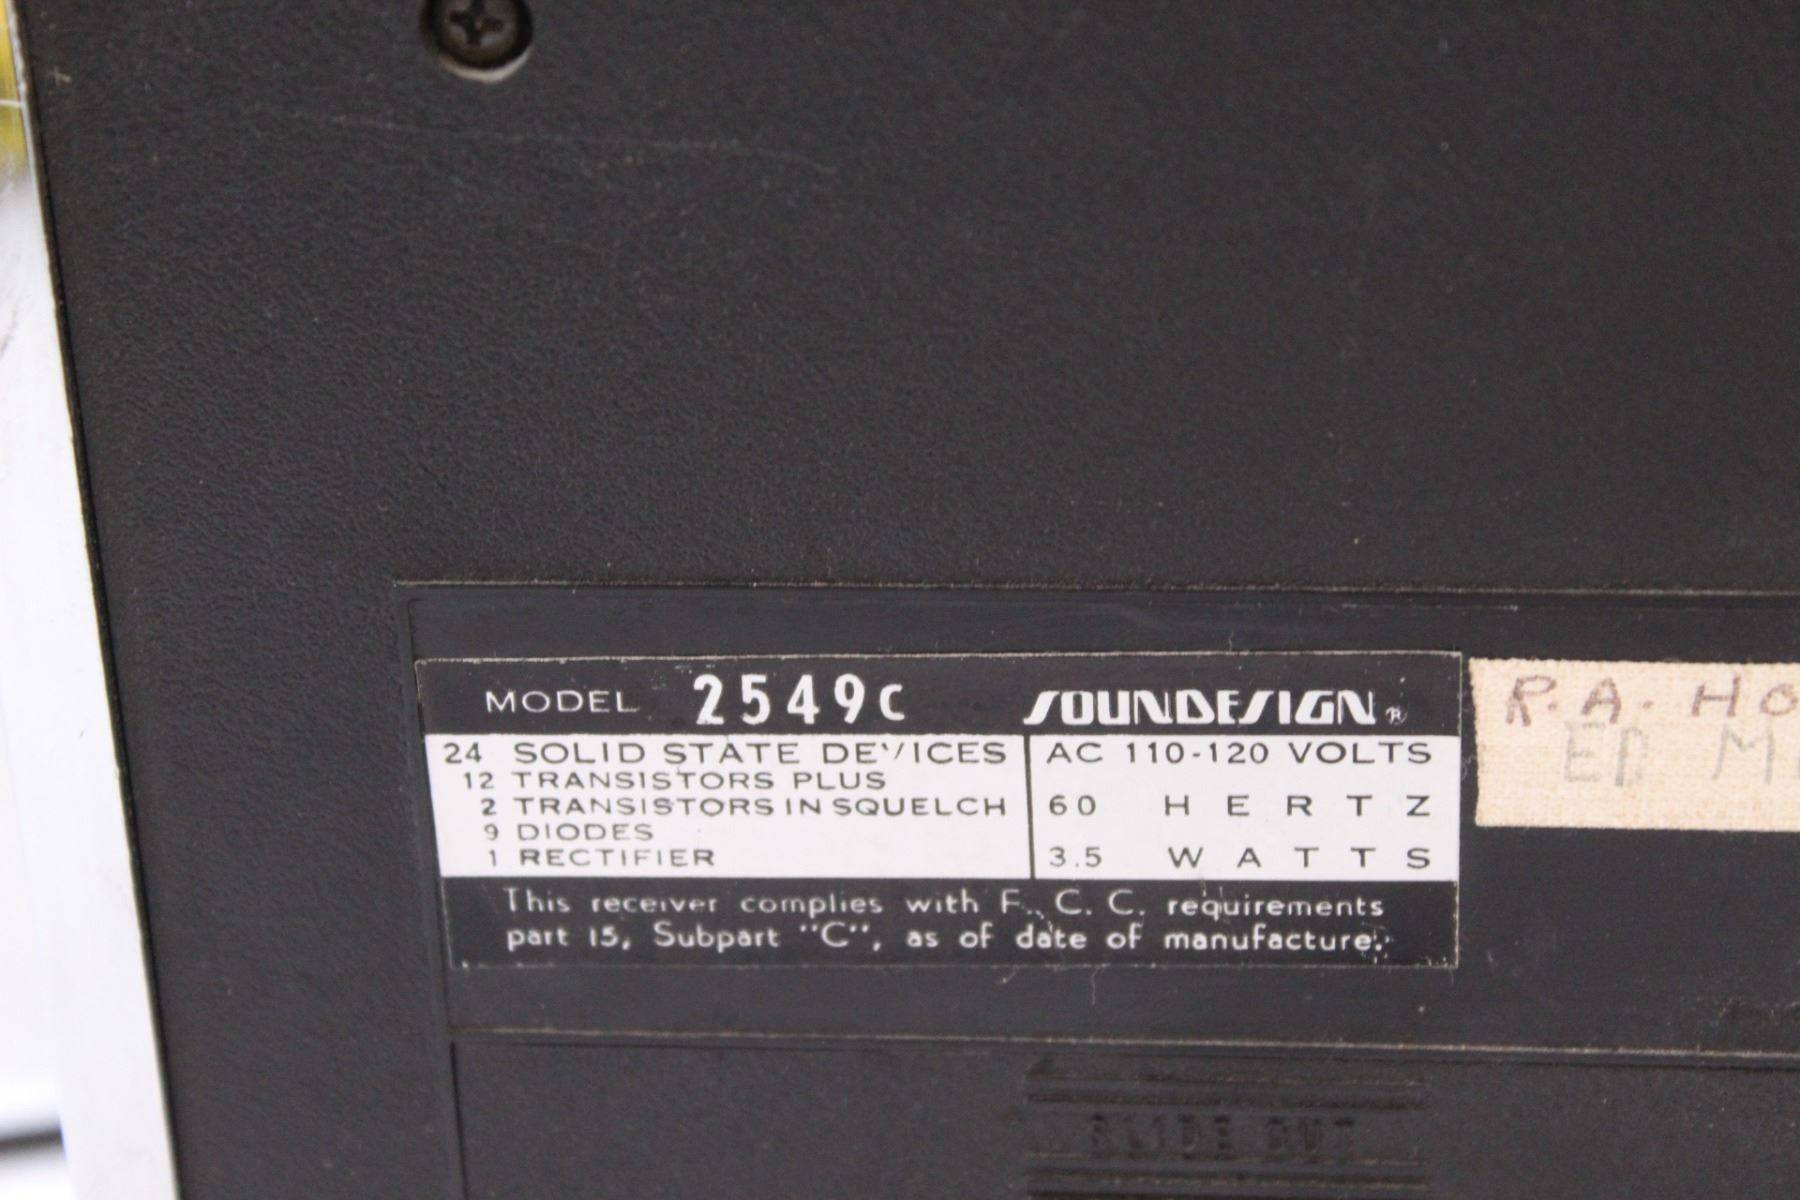 MODEL 2549C SOUNDESIGN ®
24 SOLID STATE DEVICES
12 TRANSISTORS PLUS
2 TRANSISTORS IN SQUELCH
9 DIODES
1 RECTIFIER
AC 110-120 VOLTS
60 HERTZ
3.5 WATTS
This receiver complies with F. C. C. requirements
part 15, Subpart "C", as of date of manufacture.
R.A. HO
ED M
SLIDE OUT